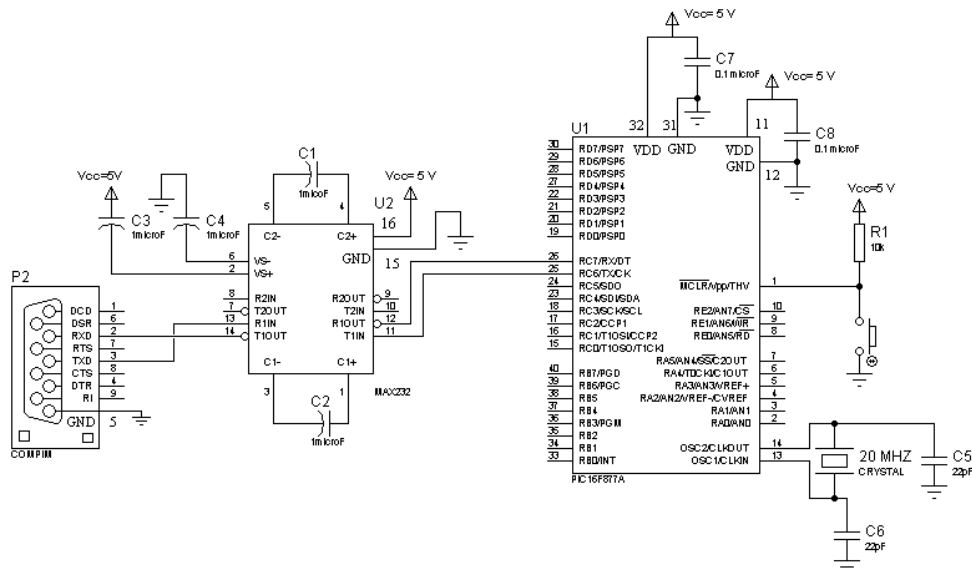 Vcc= 5 V
C7
0.1microF
Vcc= 5 V
C8
0.1microF
U1
32
31
11
VDD
GND
VDD
GND
12
30 RD7/PSP7
29 RD6/PSP6
28 RD5/PSP5
27 RD4/PSP4
22 RD3/PSP3
21 RD2/PSP2
20 RD1/PSP1
19 RD0/PSP0
26 RC7/RX/DT
25 RC6/TX/CK
24 RC5/SDO
23 RC4/SDI/SDA
18 RC3/SCK/SCL
17 RC2/CCP1
16 RC1/T1OSI/CCP2
15 RC0/T1OSO/T1CKI
40 RB7/PGD
39 RB6/PGC
38 RB5
37 RB4
36 RB3/PGM
35 RB2
34 RB1
33 RB0/INT
MCLR/Vpp/THV 1
RE2/AN7/CS 10
RE1/AN6/WR 9
RE0/AN5/RD 8
RA5/AN4/SS/C2OUT 7
RA4/T0CKI/C1OUT 6
RA3/AN3/VREF+ 5
RA2/AN2/VREF-/CVREF 4
RA1/AN1 3
RA0/AN0 2
OSC2/CLKOUT 14
OSC1/CLKIN 13
PIC16F877A
Vcc=5 V
R1
10k
20 MHZ
CRYSTAL
C5
22pF
C6
22pF
C1
1micoF
5
4
U2
Vcc= 5 V
16
15
C2-
C2+
GND
Vcc=5V
C3
1microF
C4
1microF
6 VS-
2 VS+
8 R2IN
7 T2OUT
13 R1IN
14 T1OUT
R2OUT 9
T2IN 10
R1OUT 12
T1IN 11
C1-
C1+
3
1
MAX232
C2
1microF
P2
DCD 1
DSR 6
RXD 2
RTS 7
TXD 3
CTS 8
DTR 4
RI 9
GND 5
COMPIM